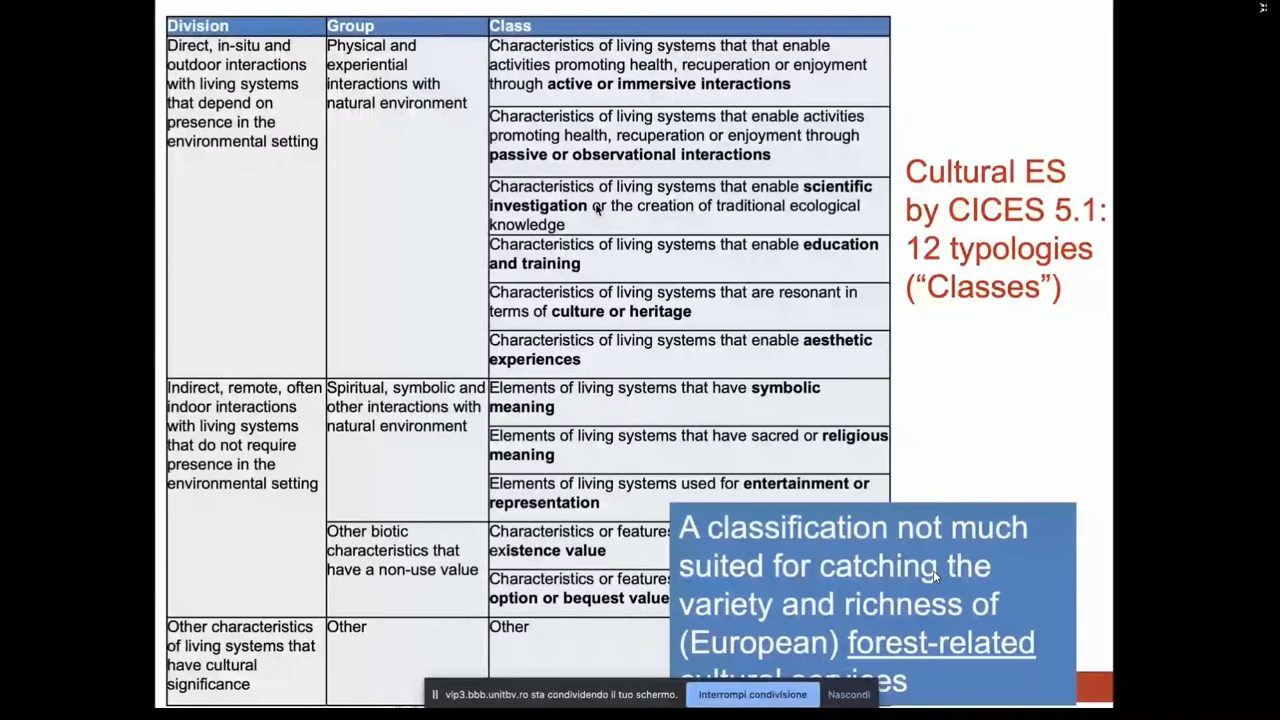 Division Group Class
Direct, in-situ and
outdoor interactions
with living systems
that depend on
presence in the
environmental setting
Physical and
experiential
interactions with
natural environment
Characteristics of living systems that that enable
activities promoting health, recuperation or enjoyment
through active or immersive interactions
Characteristics of living systems that enable activities
promoting health, recuperation or enjoyment through
passive or observational interactions
Characteristics of living systems that enable scientific
investigation or the creation of traditional ecological
knowledge
Characteristics of living systems that enable education
and training
Characteristics of living systems that are resonant in
terms of culture or heritage
Characteristics of living systems that enable aesthetic
experiences
Indirect, remote, often
indoor interactions
with living systems
that do not require
presence in the
environmental setting
Spiritual, symbolic and
other interactions with
natural environment
Elements of living systems that have symbolic
meaning
Elements of living systems that have sacred or religious
meaning
Elements of living systems used for entertainment or
representation
Other biotic
characteristics that
have a non-use value
Characteristics or features
existence value
Characteristics or features
option or bequest value
Other characteristics
of living systems that
have cultural
significance
Other
Other
Cultural ES
by CICES 5.1:
12 typologies
(“Classes”)
A classification not much
suited for catching the
variety and richness of
(European) forest-related
cultural services
vip3.bbb.unitbv.ro sta condividendo il tuo schermo. Interrompi condivisione Nascondi